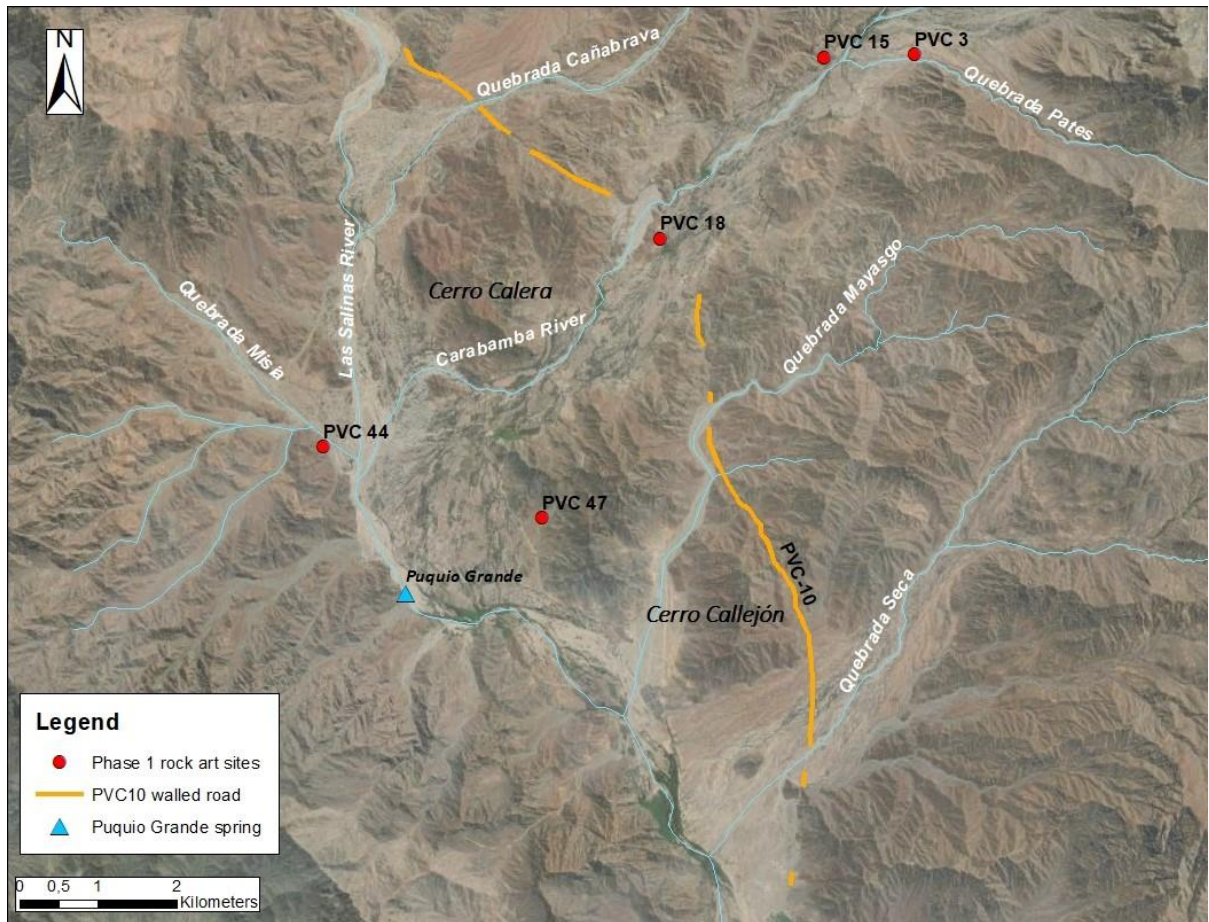 N
PVC 15
PVC 3
Quebrada Cañabrava
Quebrada Pates
PVC 18
Las Salinas River
Quebrada Mayasgo
Cerro Calera
Quebrada Misia
Carabamba River
PVC 44
PVC 47
PVC-10
Puquio Grande
Cerro Callejón
Quebrada Seca
Legend
Phase 1 rock art sites
PVC10 walled road
Puquio Grande spring
0 0,5 1 2
Kilometers